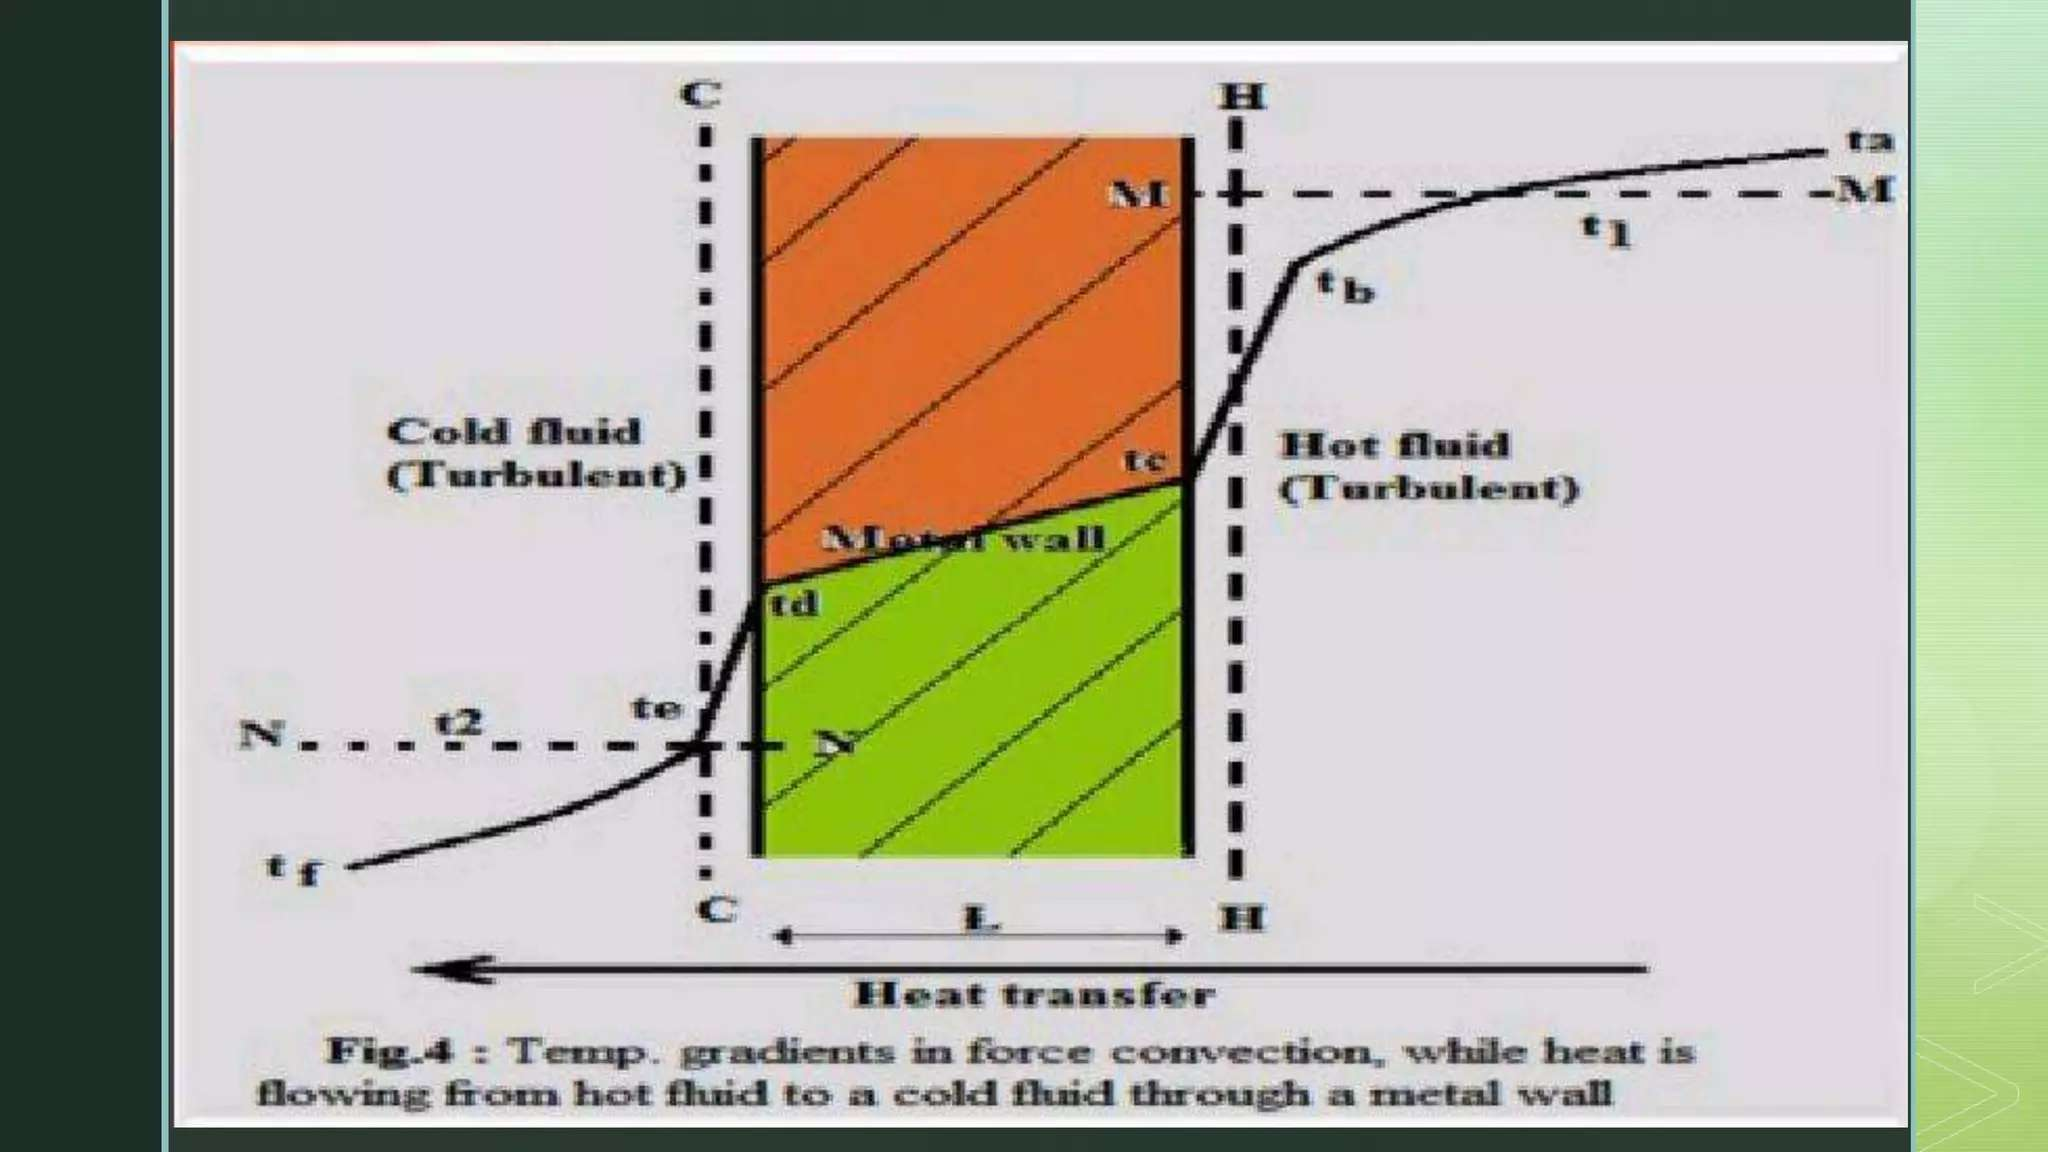 C
H
ta
M
M
t1
tb
Cold fluid
(Turbulent)
Hot fluid
(Turbulent)
tc
Metal wall
td
te
t2
N
N
tf
C
L
H
Heat transfer
Fig.4 : Temp. gradients in force convection, while heat is
flowing from hot fluid to a cold fluid through a metal wall